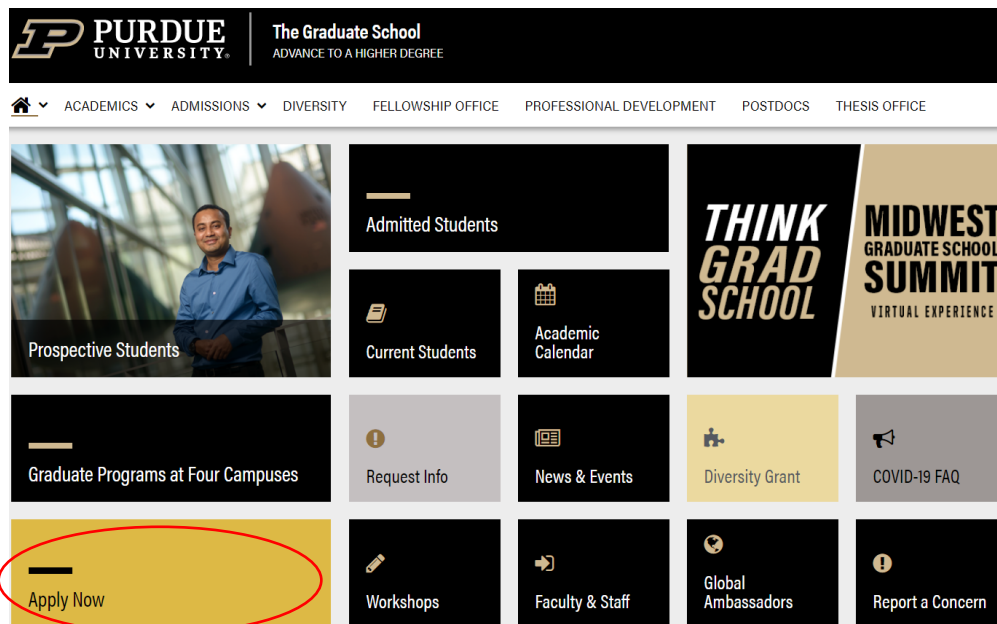 PURDUE
UNIVERSITY®
The Graduate School
ADVANCE TO A HIGHER DEGREE
ACADEMICS ADMISSIONS DIVERSITY FELLOWSHIP OFFICE PROFESSIONAL DEVELOPMENT POSTDOCS THESIS OFFICE
Prospective Students
Admitted Students
Current Students
Academic
Calendar
THINK
GRAD
SCHOOL
MIDWEST
GRADUATE SCHOOL
SUMMIT
VIRTUAL EXPERIENCE
Graduate Programs at Four Campuses
Request Info
News & Events
Diversity Grant
COVID-19 FAQ
Apply Now
Workshops
Faculty & Staff
Global
Ambassadors
Report a Concern